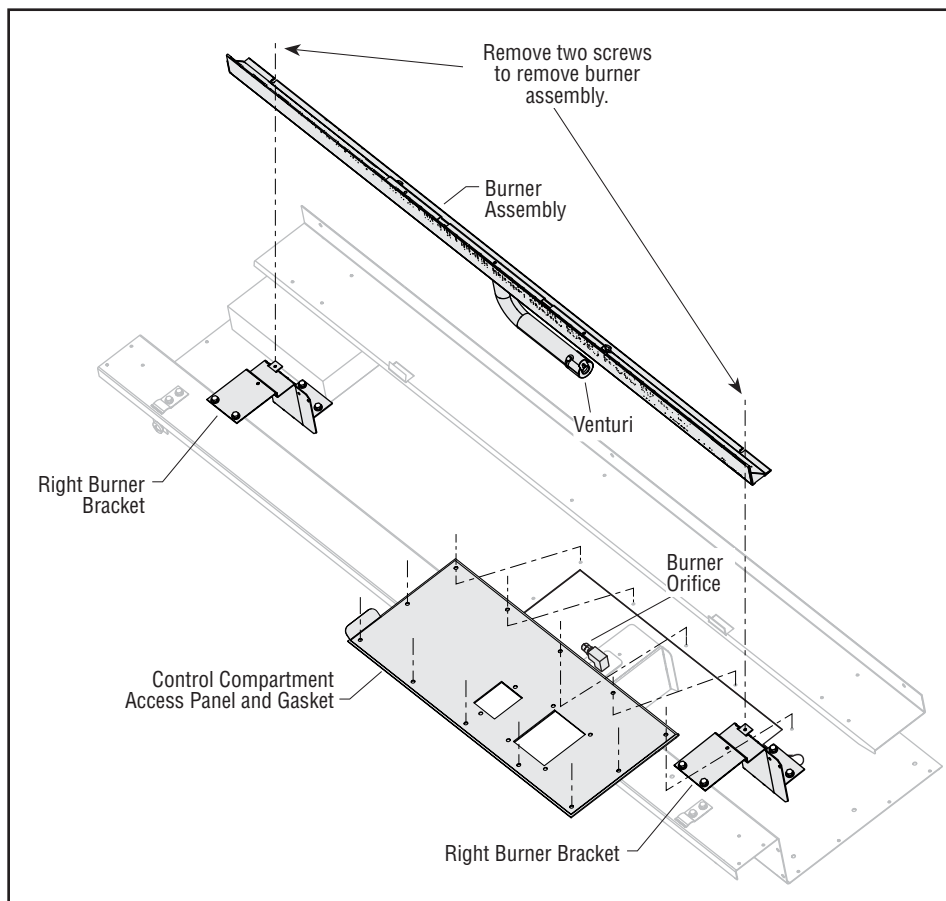 Remove two screws
to remove burner
assembly.
Burner
Assembly
Venturi
Right Burner
Bracket
Burner
Orifice
Control Compartment
Access Panel and Gasket
Right Burner Bracket